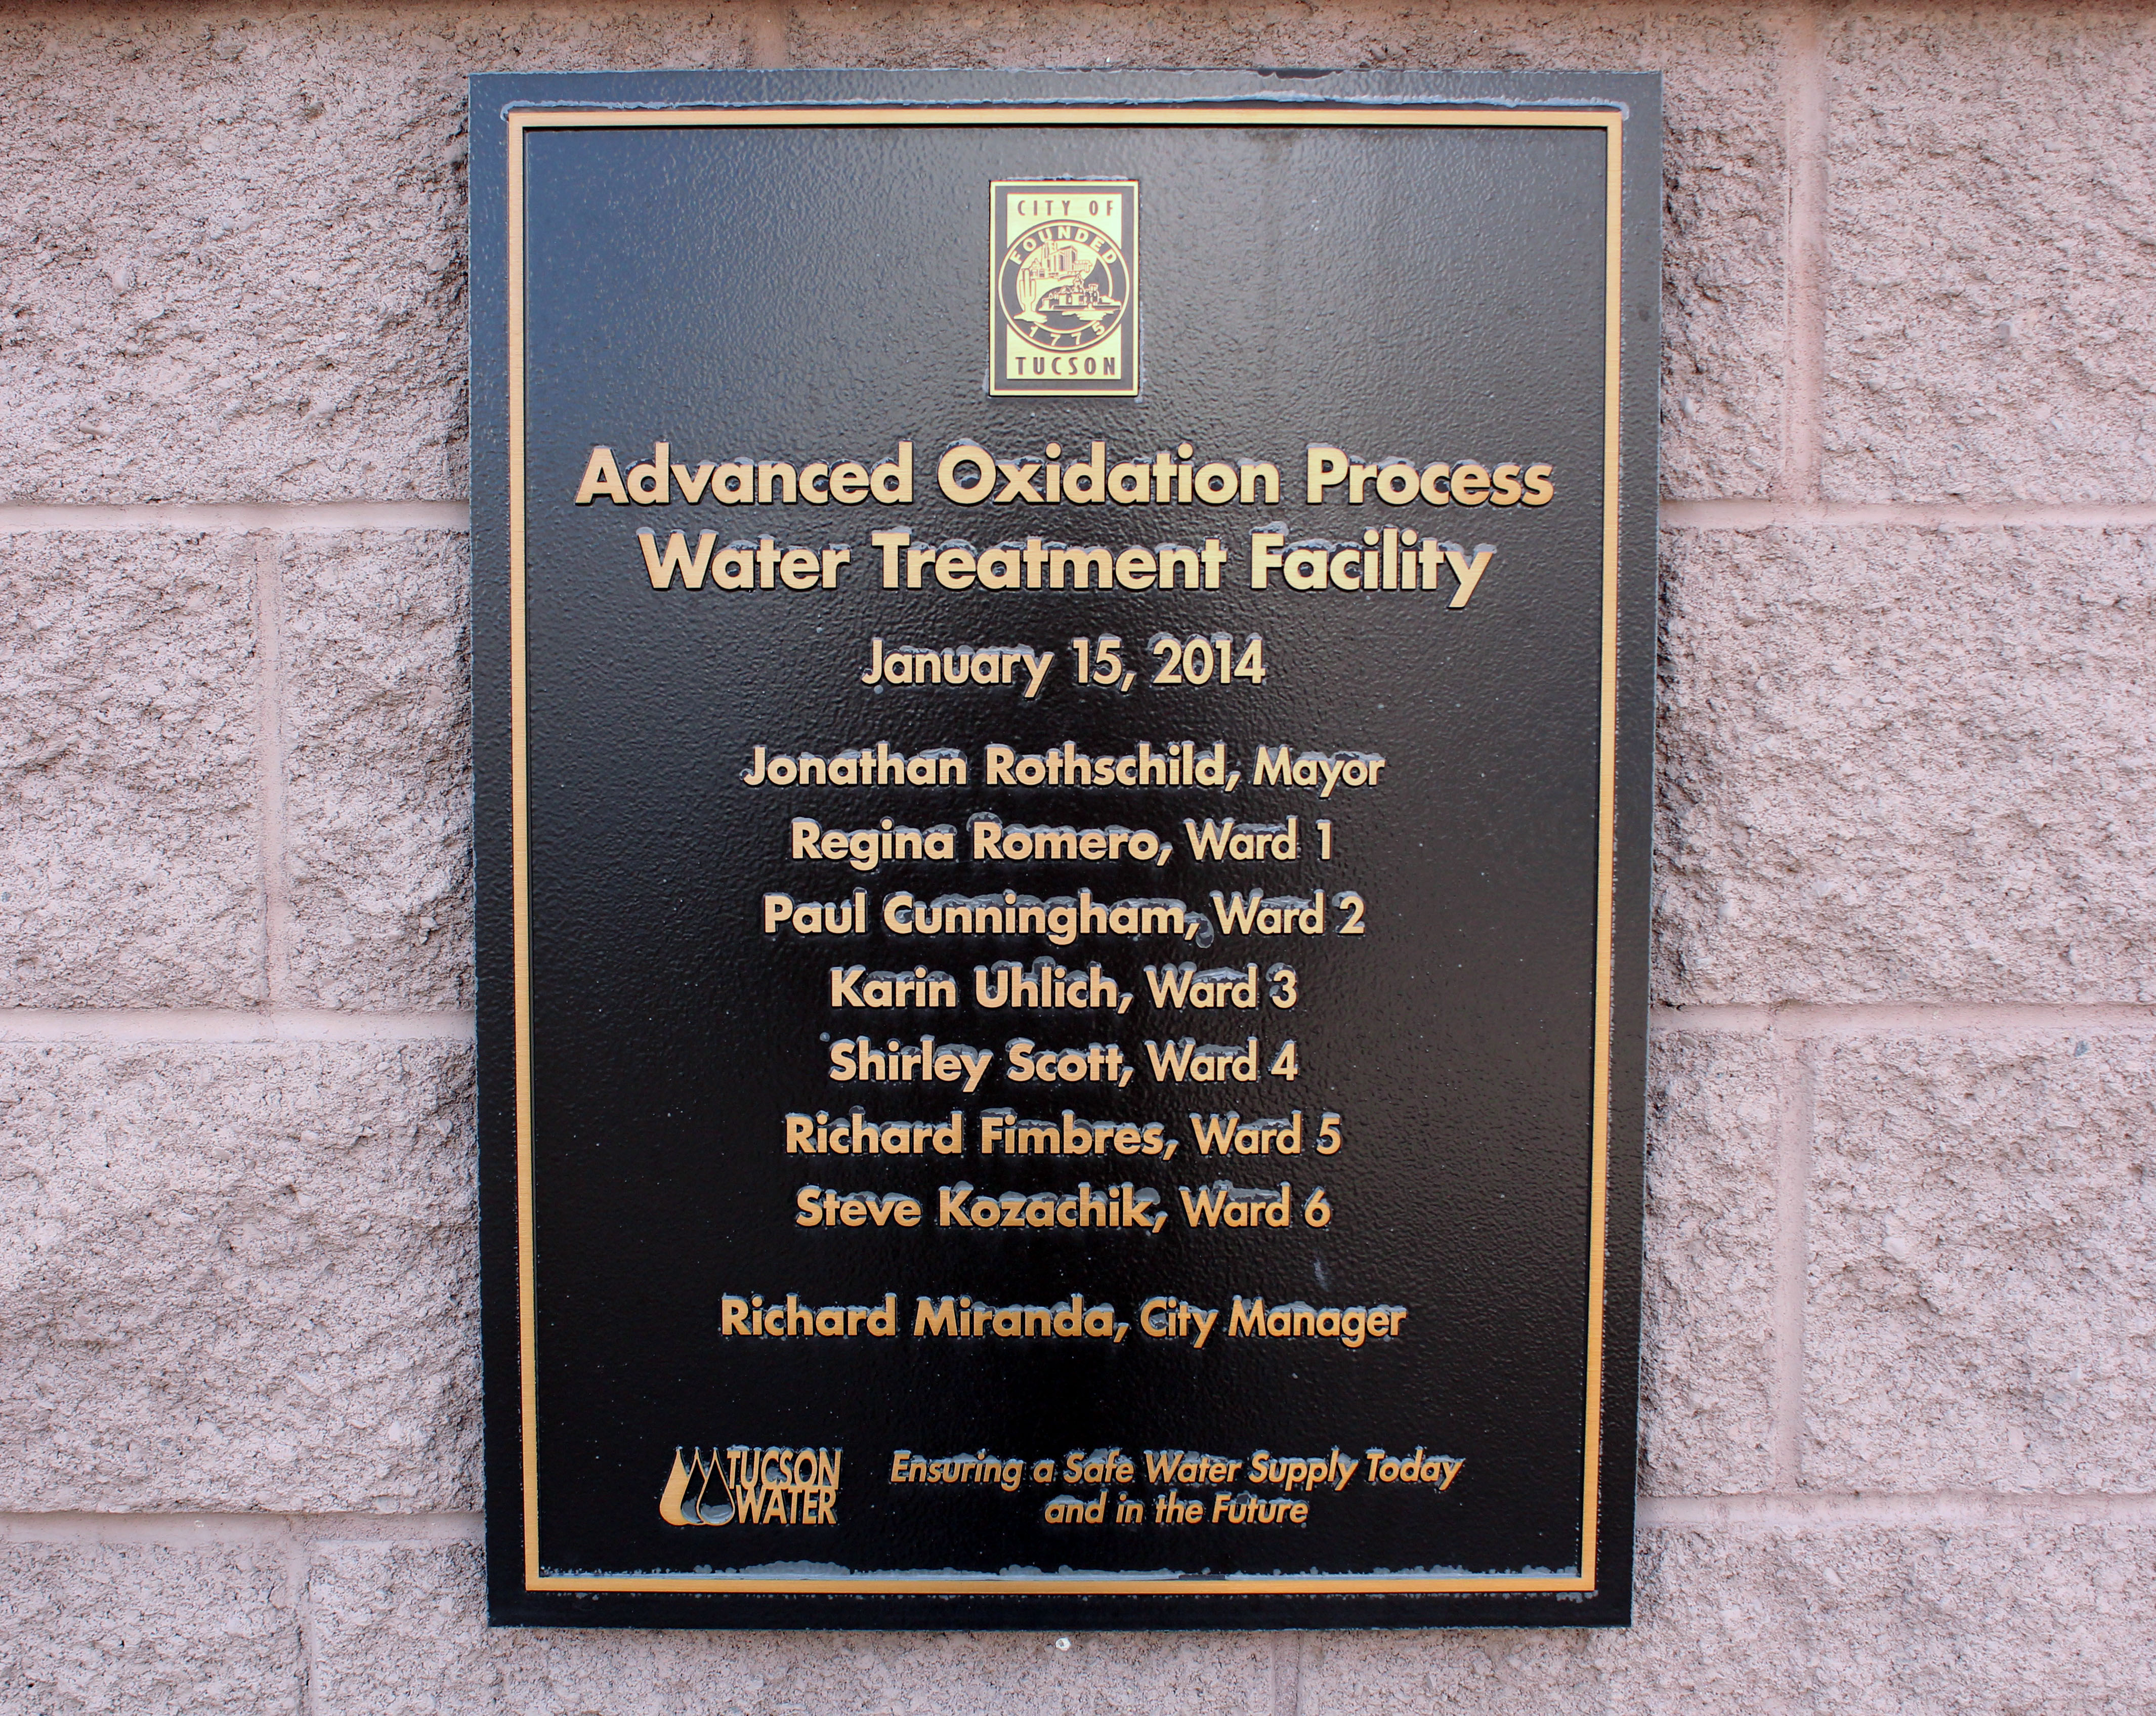 CITY OF
FOUNDED
1775
TUCSON
Advanced Oxidation Process
Water Treatment Facility
January 15, 2014
Jonathan Rothschild, Mayor
Regina Romero, Ward 1
Paul Cunningham, Ward 2
Karin Uhlich, Ward 3
Shirley Scott, Ward 4
Richard Fimbres, Ward 5
Steve Kozachik, Ward 6
Richard Miranda, City Manager
TUCSON
WATER
Ensuring a Safe Water Supply Today
and in the Future